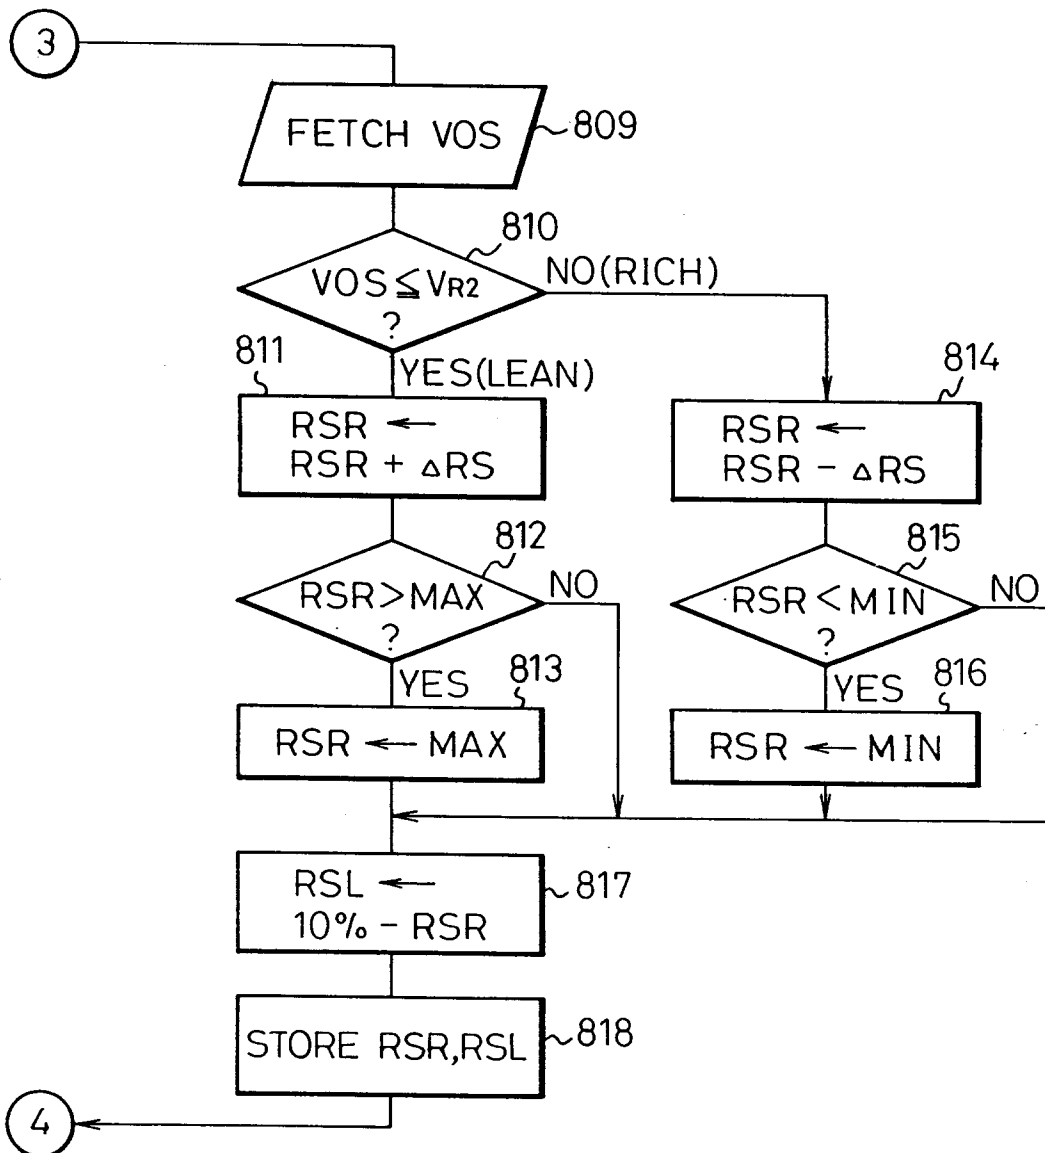 3
FETCH VOS
809
810
VOS≦VR2
?
NO(RICH)
YES(LEAN)
811
RSR ←
RSR + △RS
814
RSR ←
RSR - △RS
812
RSR>MAX
?
NO
815
RSR<MIN
?
NO
YES
813
RSR ← MAX
YES
816
RSR ← MIN
RSL ←
10% - RSR
817
STORE RSR,RSL
818
4